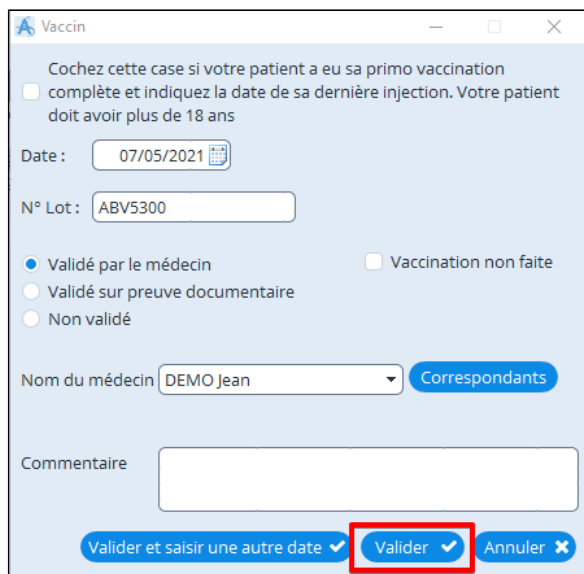 Vaccin
Cochez cette case si votre patient a eu sa primo vaccination
complète et indiquez la date de sa dernière injection. Votre patient
doit avoir plus de 18 ans
Date : 07/05/2021
N° Lot : ABV5300
Validé par le médecin Vaccination non faite
Validé sur preuve documentaire
Non validé
Nom du médecin DEMO Jean Correspondants
Commentaire
Valider et saisir une autre date Valider Annuler